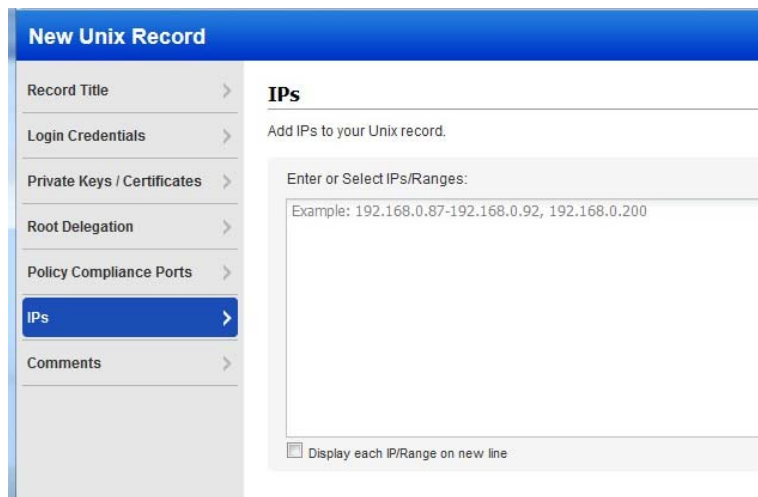 New Unix Record
Record Title
Login Credentials
Private Keys / Certificates
Root Delegation
Policy Compliance Ports
IPs
Comments
IPs
Add IPs to your Unix record.
Enter or Select IPs/Ranges:
Example: 192.168.0.87-192.168.0.92, 192.168.0.200
Display each IP/Range on new line